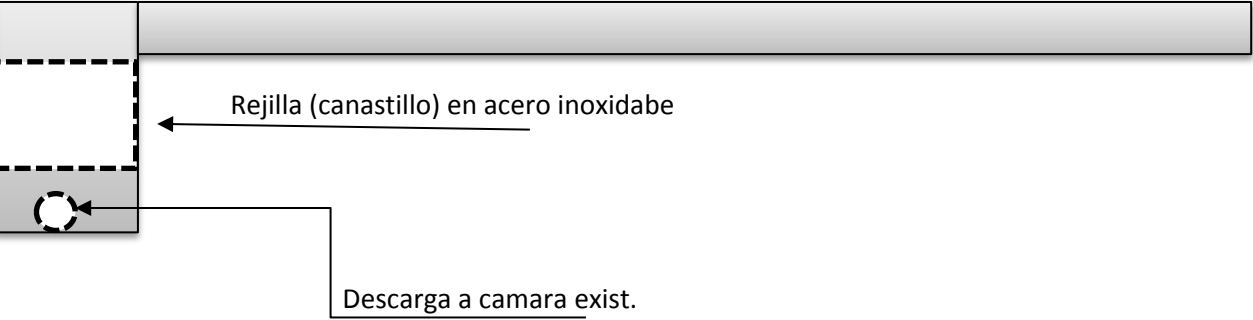 Rejilla (canastillo) en acero inoxidabe
Descarga a camara exist.